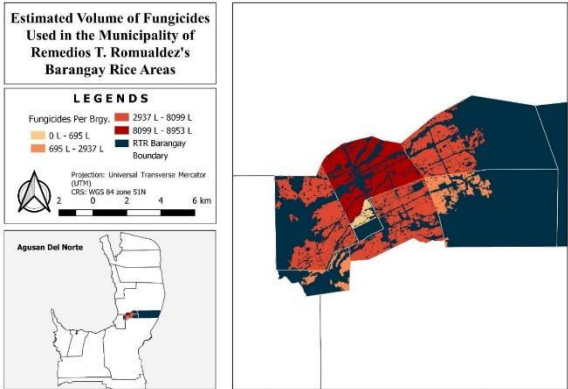 Estimated Volume of Fungicides
Used in the Municipality of
Remedios T. Romualdez's
Barangay Rice Areas
LEGENDS
Fungicides Per Brgy.
0 L - 695 L
695 L - 2937 L
2937 L - 8099 L
8099 L - 8953 L
RTR Barangay
Boundary
Projection: Universal Transverse Mercator
(UTM)
CRS: WGS 84 zone 51N
2 0 2 4 6 km
Agusan Del Norte